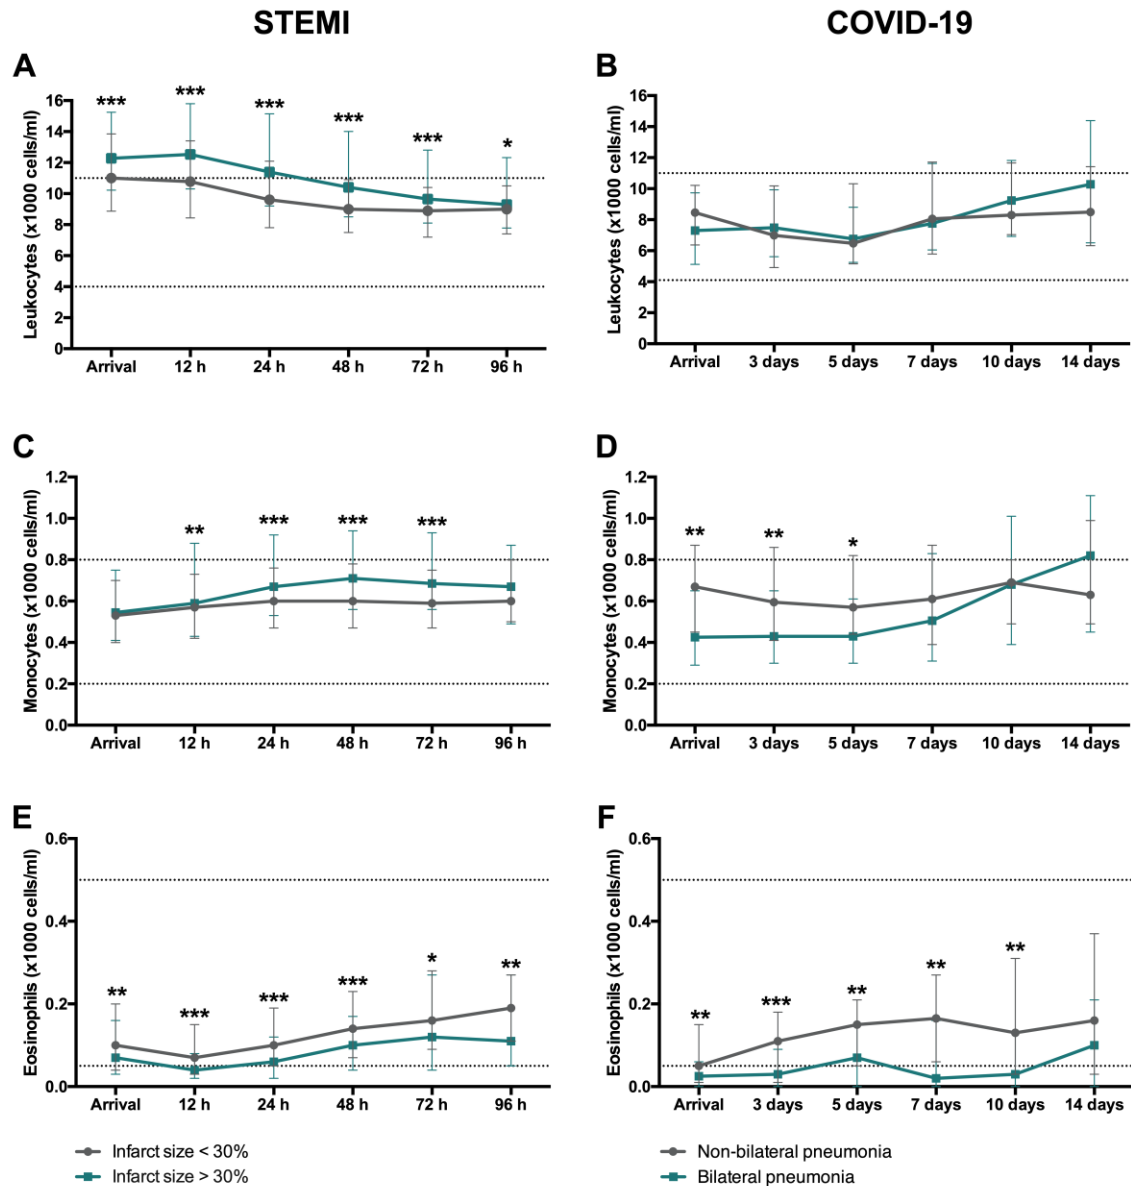 STEMI
COVID-19
A
Leukocytes (x1000 cells/ml)
16
14
12
10
8
6
4
2
0
*** *** *** *** *** *
Arrival 12 h 24 h 48 h 72 h 96 h
B
Leukocytes (x1000 cells/ml)
16
14
12
10
8
6
4
2
0
Arrival 3 days 5 days 7 days 10 days 14 days
C
Monocytes (x1000 cells/ml)
1.2
1.0
0.8
0.6
0.4
0.2
0.0
** *** *** ***
Arrival 12 h 24 h 48 h 72 h 96 h
D
Monocytes (x1000 cells/ml)
1.2
1.0
0.8
0.6
0.4
0.2
0.0
** ** *
Arrival 3 days 5 days 7 days 10 days 14 days
E
Eosinophils (x1000 cells/ml)
0.6
0.4
0.2
0.0
** *** *** *** * **
Arrival 12 h 24 h 48 h 72 h 96 h
F
Eosinophils (x1000 cells/ml)
0.6
0.4
0.2
0.0
** *** ** ** **
Arrival 3 days 5 days 7 days 10 days 14 days
Infarct size < 30%
Infarct size > 30%
Non-bilateral pneumonia
Bilateral pneumonia